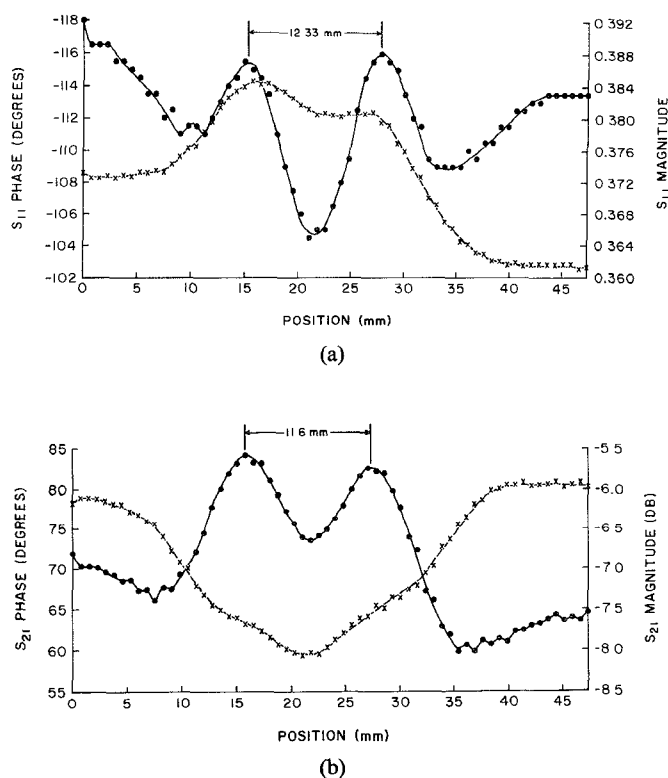 12 33 mm
-118
-116
-114
-112
-110
-108
-106
-104
-102
S11 PHASE (DEGREES)
0 392
0 388
0 384
0 380
0 376
0 372
0 368
0 364
0 360
S11 MAGNITUDE
0 5 10 15 20 25 30 35 40 45
POSITION (mm)
(a)
11 6 mm
85
80
75
70
65
60
55
S21 PHASE (DEGREES)
-5 5
-6.0
-6.5
-7.0
-7.5
-8.0
-8 5
S21 MAGNITUDE (DB)
0 5 10 15 20 25 30 35 40 45
POSITION (mm)
(b)